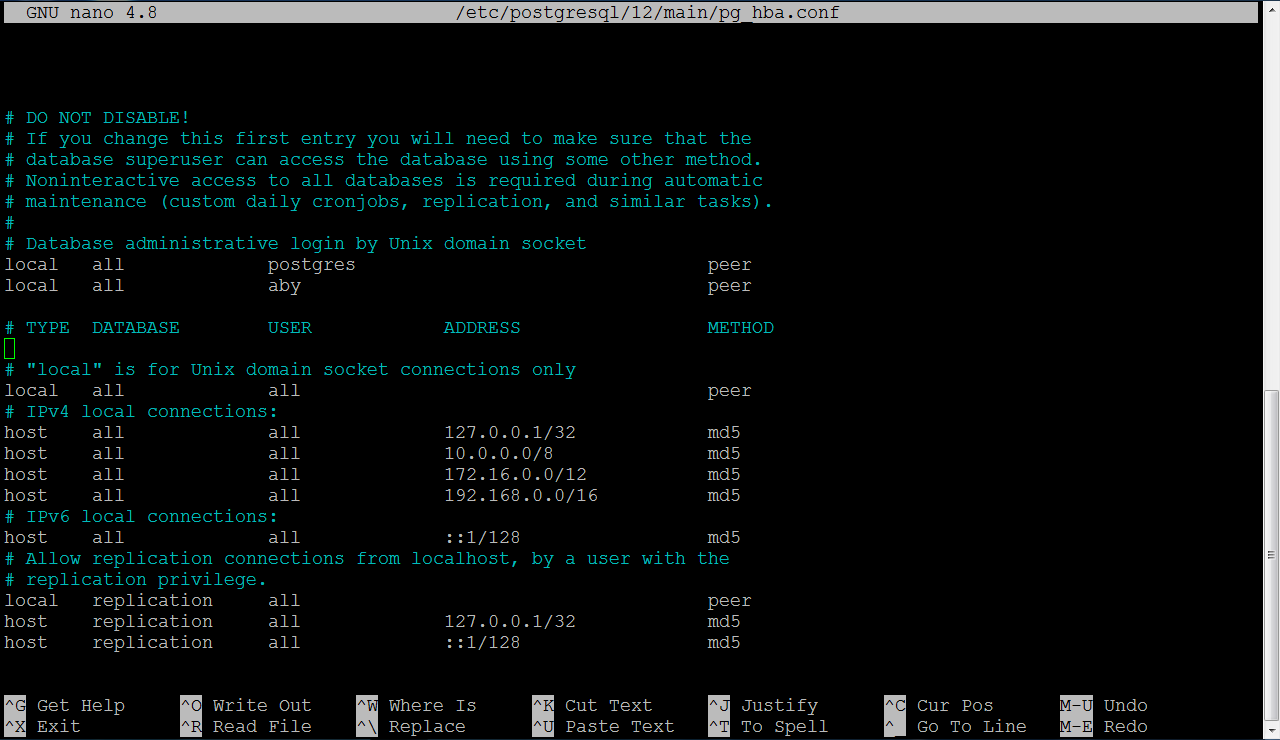 GNU nano 4.8 /etc/postgresql/12/main/pg_hba.conf
# DO NOT DISABLE!
# If you change this first entry you will need to make sure that the
# database superuser can access the database using some other method.
# Noninteractive access to all databases is required during automatic
# maintenance (custom daily cronjobs, replication, and similar tasks).
#
# Database administrative login by Unix domain socket
local all postgres peer
local all aby peer
# TYPE DATABASE USER ADDRESS METHOD
# "local" is for Unix domain socket connections only
local all all peer
# IPv4 local connections:
host all all 127.0.0.1/32 md5
host all all 10.0.0.0/8 md5
host all all 172.16.0.0/12 md5
host all all 192.168.0.0/16 md5
# IPv6 local connections:
host all all ::1/128 md5
# Allow replication connections from localhost, by a user with the
# replication privilege.
local replication all peer
host replication all 127.0.0.1/32 md5
host replication all ::1/128 md5
^G Get Help ^O Write Out ^W Where Is ^K Cut Text ^J Justify ^C Cur Pos M-U Undo
^X Exit ^R Read File ^\ Replace ^U Paste Text ^T To Spell ^_ Go To Line M-E Redo